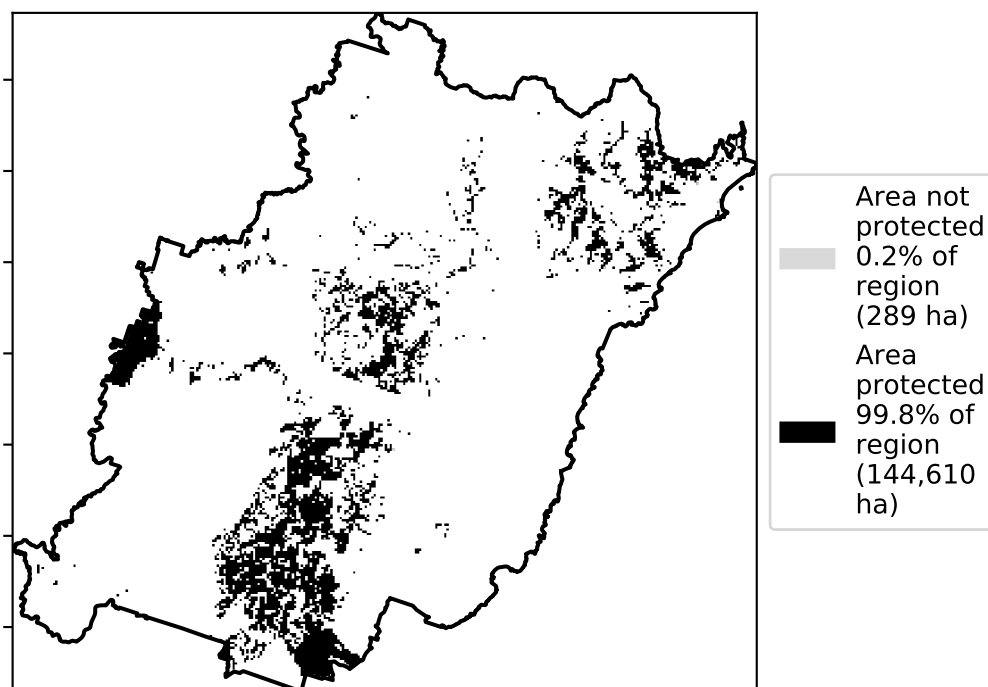 Area not
protected
0.2% of
region
(289 ha)
Area
protected
99.8% of
region
(144,610
ha)